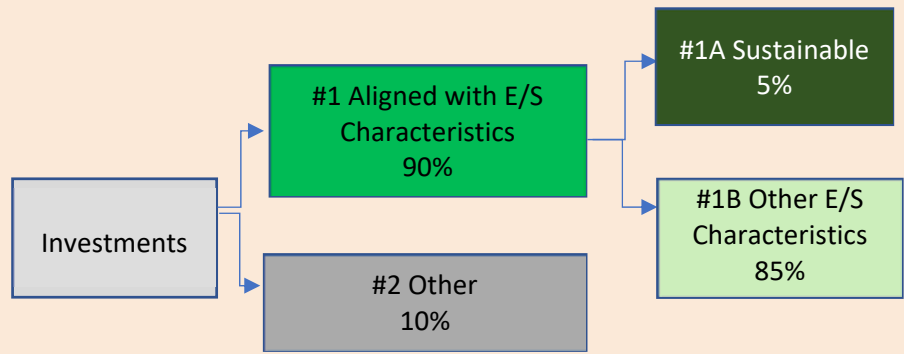 Investments
#1 Aligned with E/S
Characteristics
90%
#2 Other
10%
#1A Sustainable
5%
#1B Other E/S
Characteristics
85%